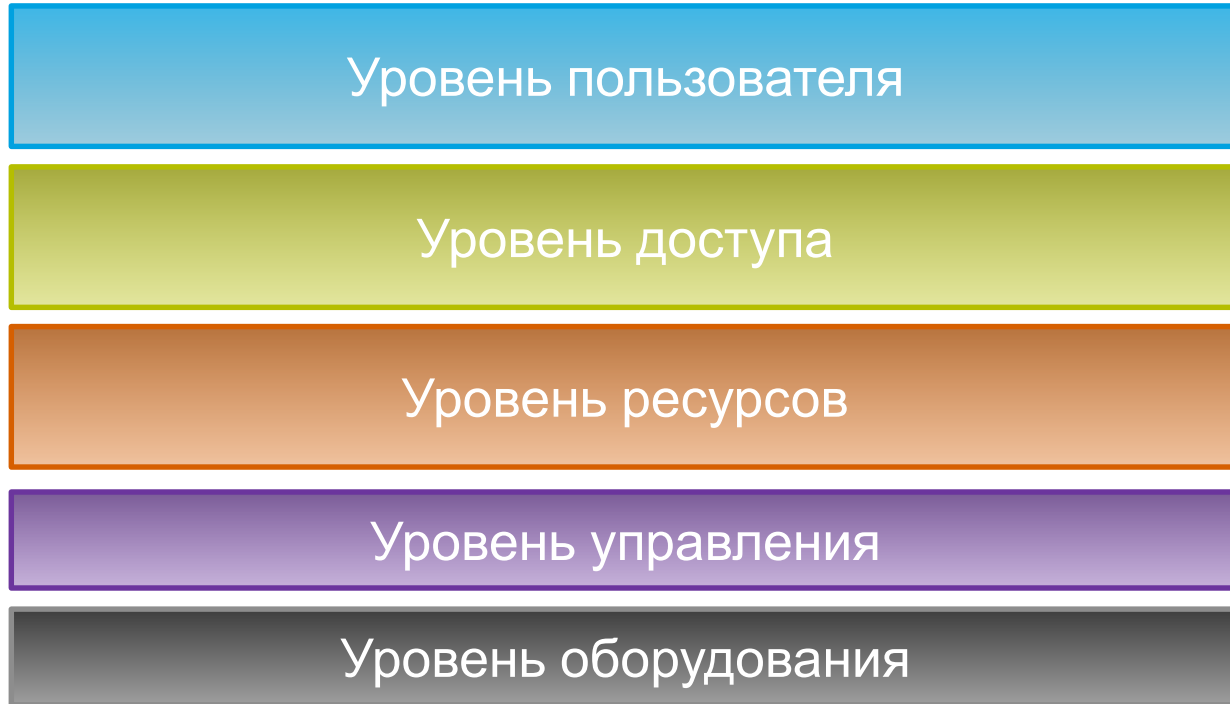 Уровень пользователя
Уровень доступа
Уровень ресурсов
Уровень управления
Уровень оборудования